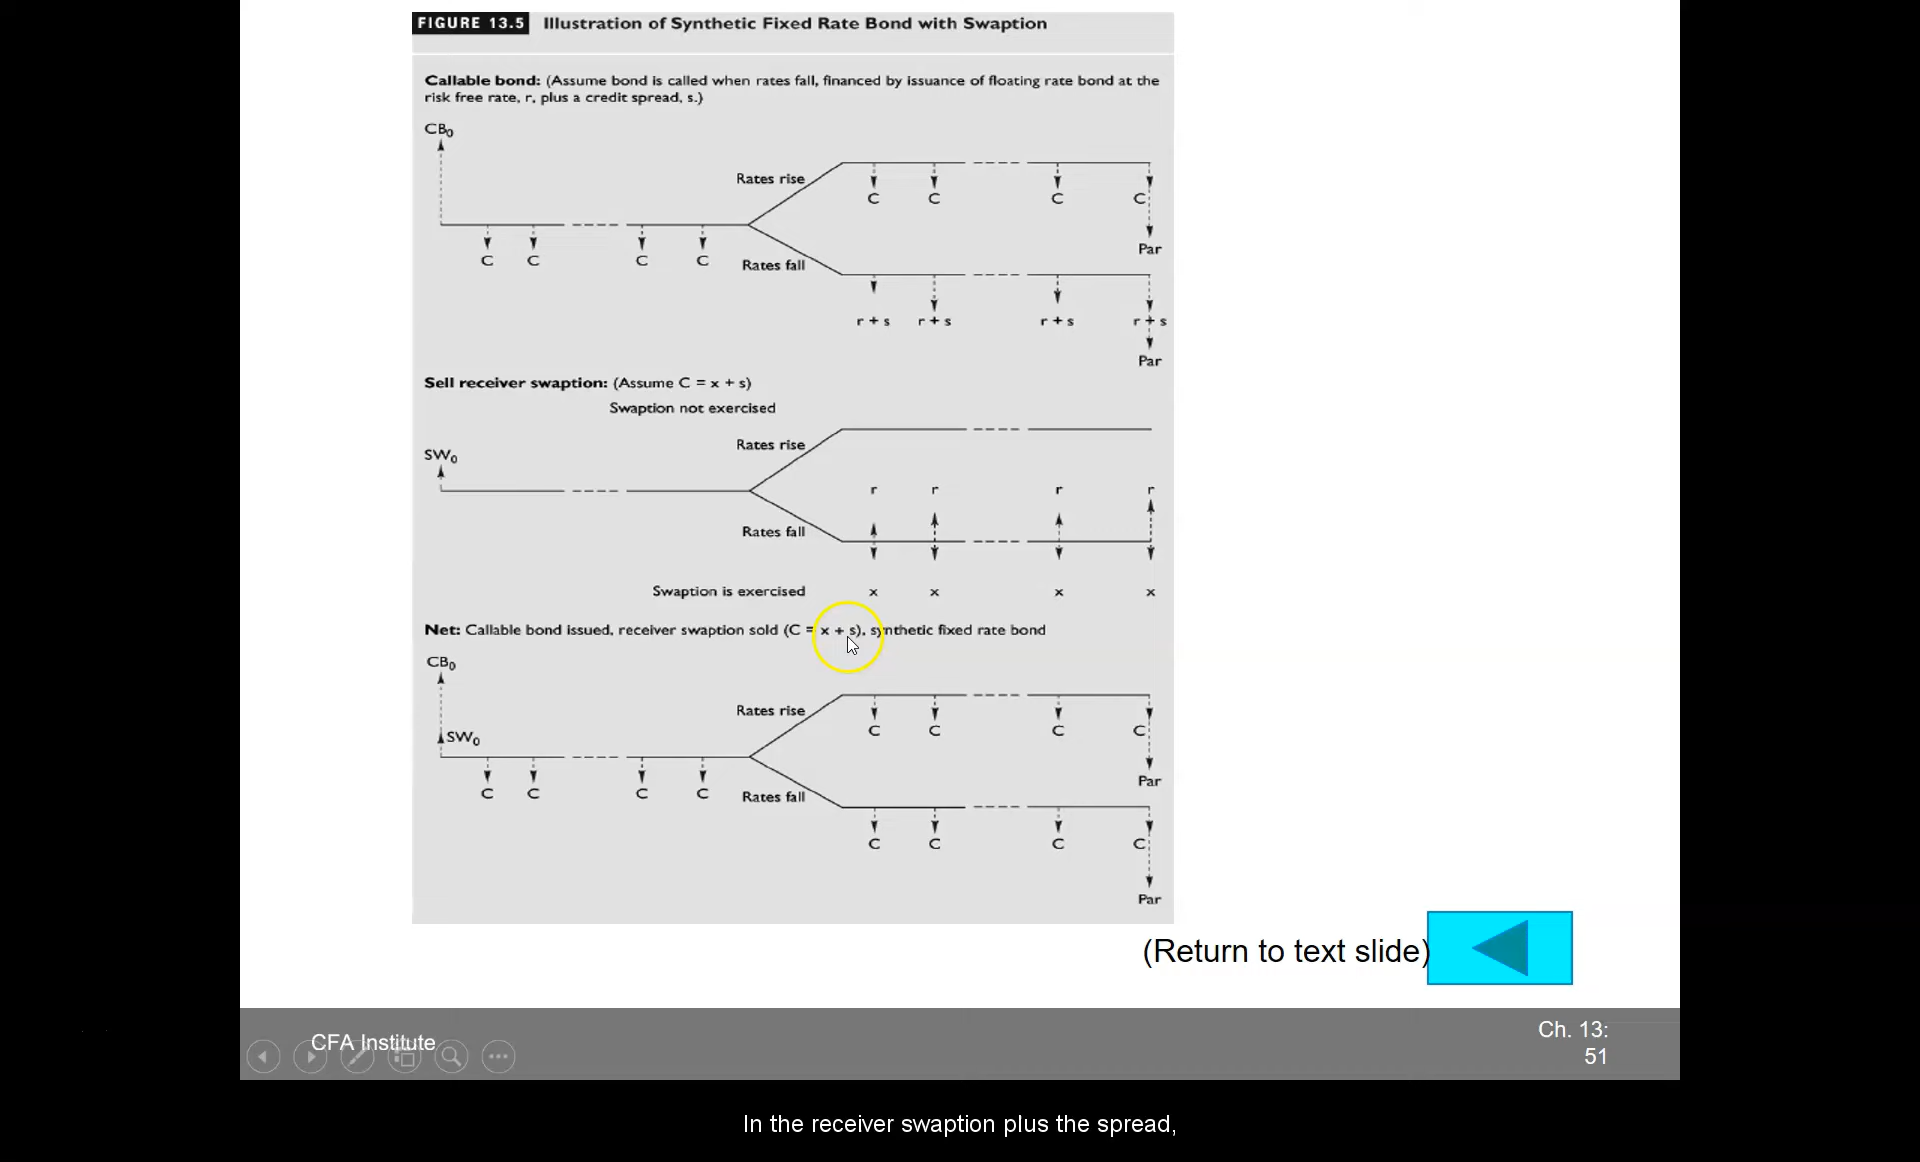 FIGURE 13.5 Illustration of Synthetic Fixed Rate Bond with Swaption
Callable bond: (Assume bond is called when rates fall, financed by issuance of floating rate bond at the
risk free rate, r, plus a credit spread, s.)
CB0
Rates rise
C C C C
Par
C C C C
Rates fall
r + s r + s r + s r + s
Par
Sell receiver swaption: (Assume C = x + s)
Swaption not exercised
Rates rise
SW0
r r r r
Rates fall
Swaption is exercised x x x x
Net: Callable bond issued, receiver swaption sold (C = x + s), synthetic fixed rate bond
CB0
Rates rise
C C C C
SW0
Par
C C C C
Rates fall
C C C C
Par
(Return to text slide)
CFA Institute
Ch. 13:
51
In the receiver swaption plus the spread,